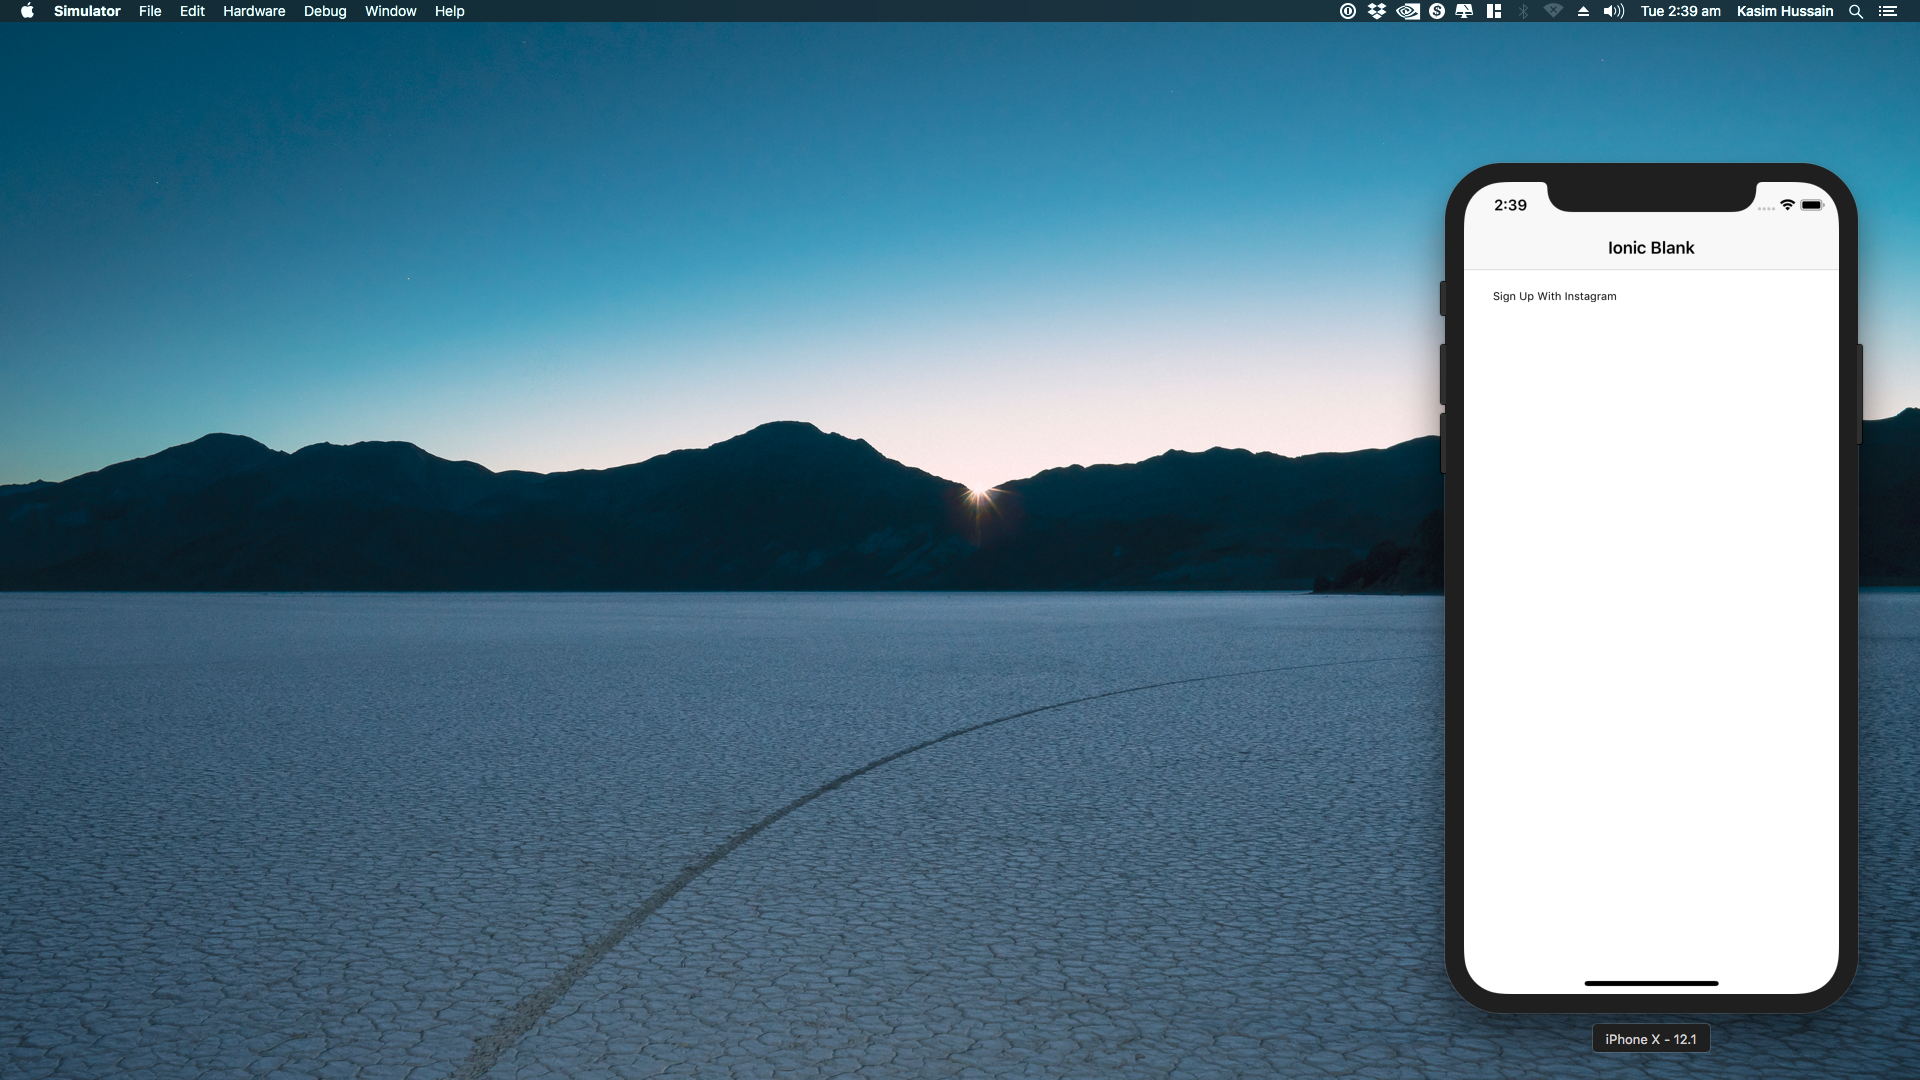 Simulator File Edit Hardware Debug Window Help Tue 2:39 am Kasim Hussain
2:39
Ionic Blank
Sign Up With Instagram
iPhone X - 12.1